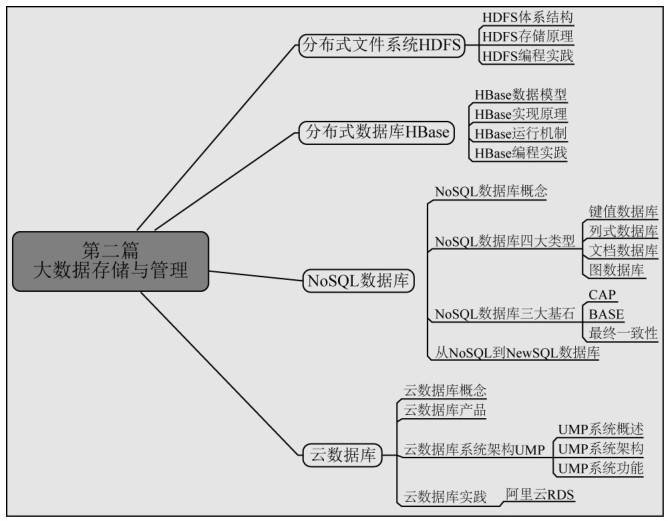 第二篇
大数据存储与管理
分布式文件系统HDFS
HDFS体系结构
HDFS存储原理
HDFS编程实践
分布式数据库HBase
HBase数据模型
HBase实现原理
HBase运行机制
HBase编程实践
NoSQL数据库
NoSQL数据库概念
NoSQL数据库四大类型
键值数据库
列式数据库
文档数据库
图数据库
NoSQL数据库三大基石
CAP
BASE
最终一致性
从NoSQL到NewSQL数据库
云数据库
云数据库概念
云数据库产品
云数据库系统架构UMP
UMP系统概述
UMP系统架构
UMP系统功能
云数据库实践
阿里云RDS